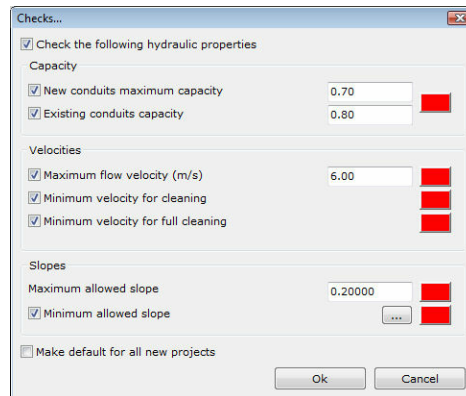 Checks...
Check the following hydraulic properties
Capacity
New conduits maximum capacity 0.70
Existing conduits capacity 0.80
Velocities
Maximum flow velocity (m/s) 6.00
Minimum velocity for cleaning
Minimum velocity for full cleaning
Slopes
Maximum allowed slope 0.20000
Minimum allowed slope ...
Make default for all new projects
Ok Cancel